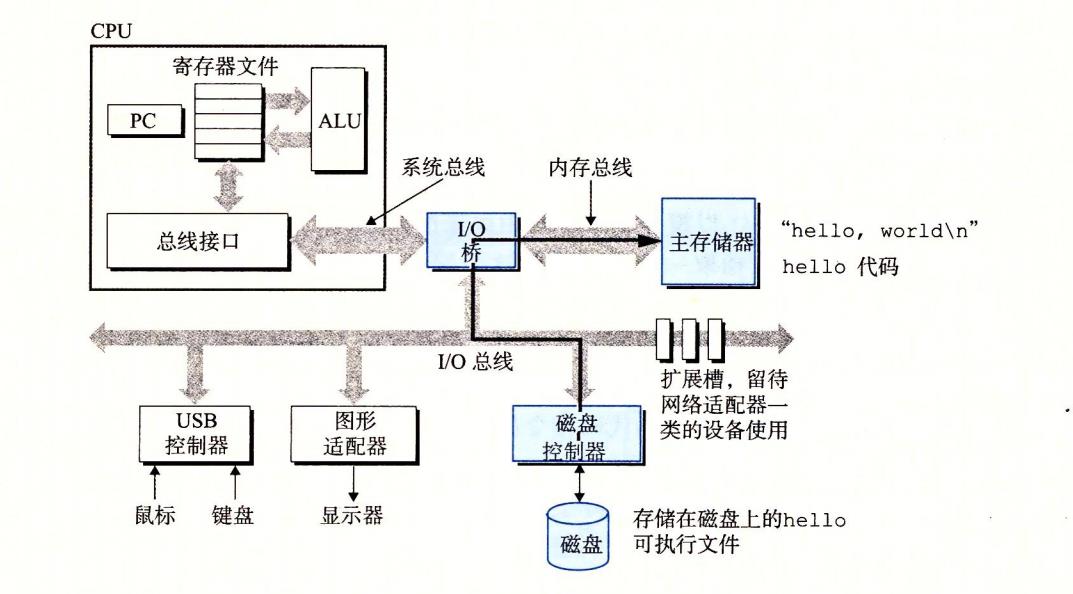 CPU
寄存器文件
PC
ALU
系统总线
内存总线
总线接口
I/O
桥
主存储器
“hello, world\n”
hello 代码
I/O 总线
扩展槽，留待
网络适配器一
类的设备使用
USB
控制器
图形
适配器
磁盘
控制器
鼠标
键盘
显示器
磁盘
存储在磁盘上的hello
可执行文件